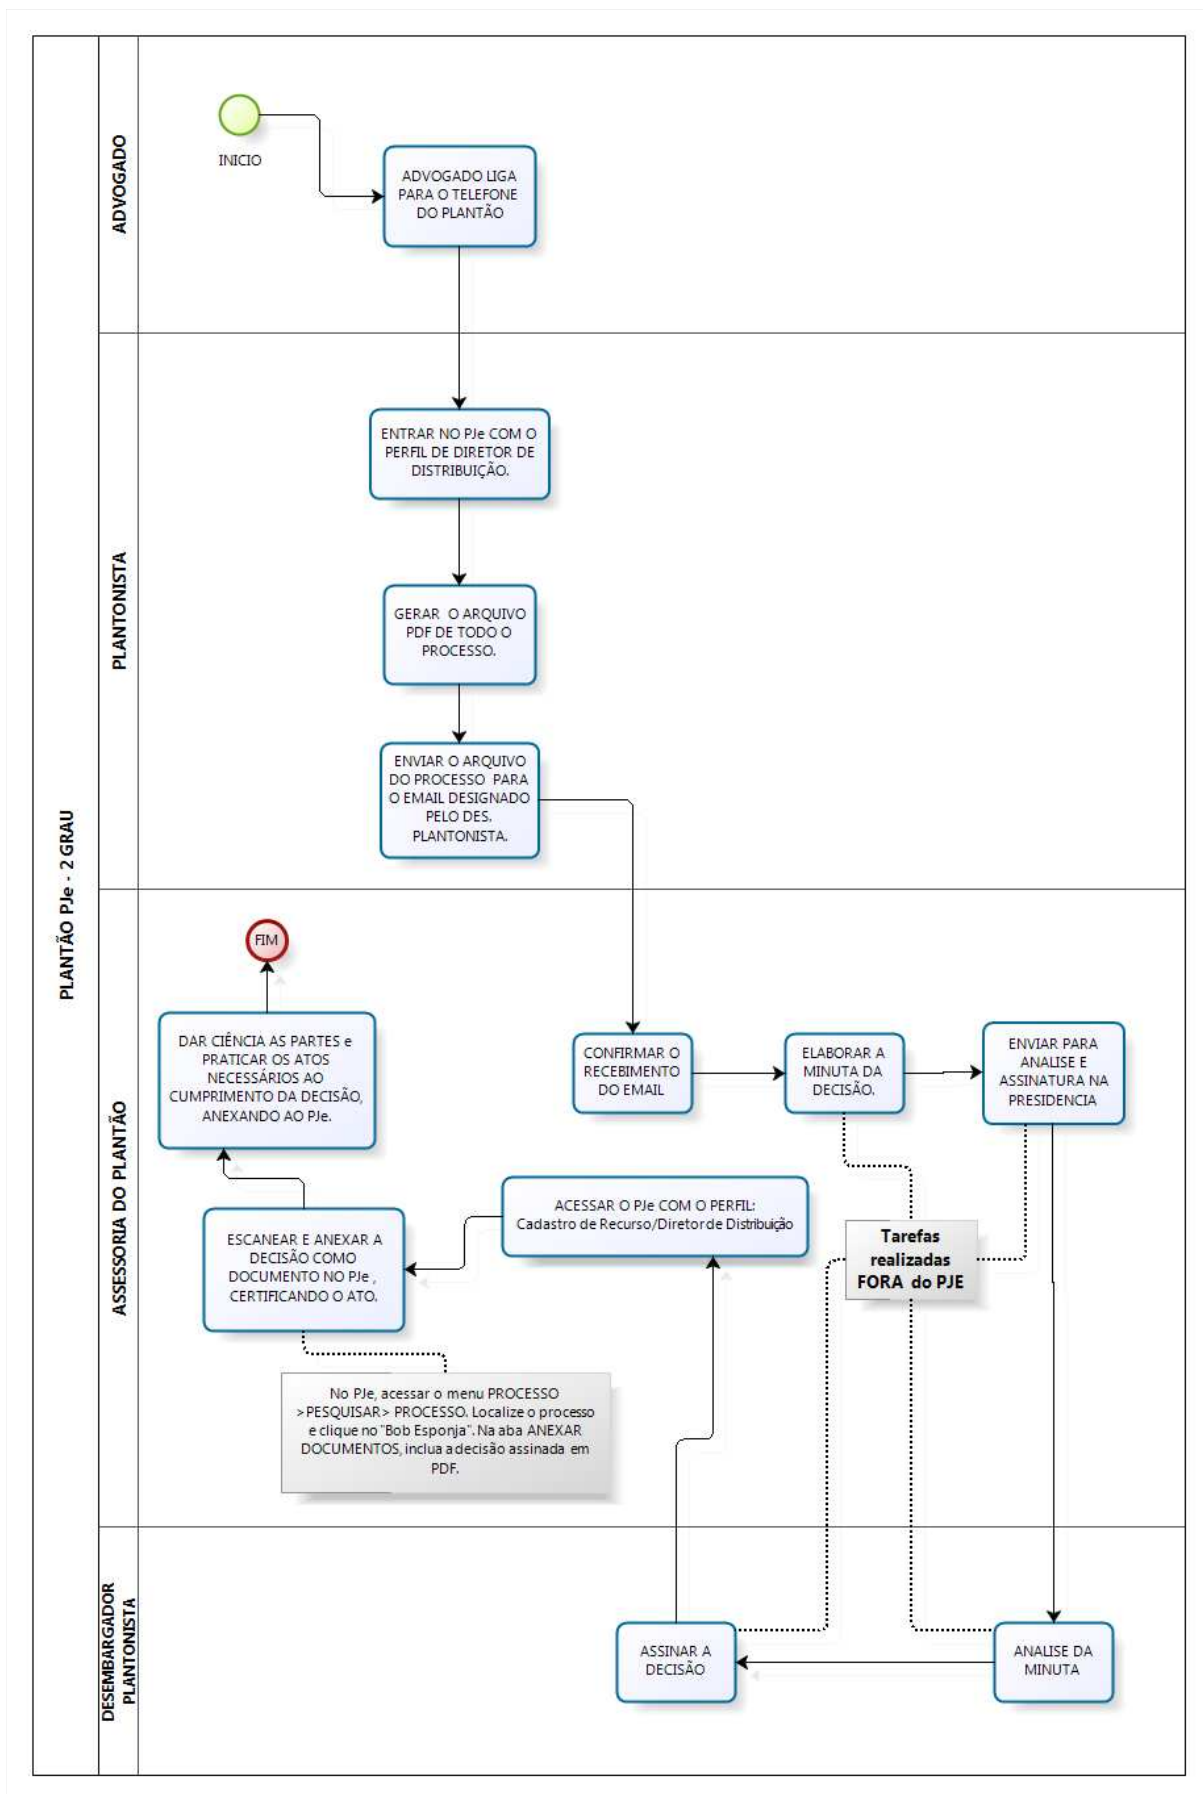 PLANTÃO PJe - 2 GRAU
ADVOGADO
INICIO
ADVOGADO LIGA
PARA O TELEFONE
DO PLANTÃO
PLANTONISTA
ENTRAR NO PJe COM O
PERFIL DE DIRETOR DE
DISTRIBUIÇÃO.
GERAR O ARQUIVO
PDF DE TODO O
PROCESSO.
ENVIAR O ARQUIVO
DO PROCESSO PARA
O EMAIL DESIGNADO
PELO DES.
PLANTONISTA.
ASSESSORIA DO PLANTÃO
FIM
DAR CIÊNCIA AS PARTES e
PRATICAR OS ATOS
NECESSÁRIOS AO
CUMPRIMENTO DA DECISÃO,
ANEXANDO AO PJe.
CONFIRMAR O
RECEBIMENTO
DO EMAIL
ELABORAR A
MINUTA DA
DECISÃO.
ENVIAR PARA
ANALISE E
ASSINATURA NA
PRESIDENCIA
ACESSAR O PJe COM O PERFIL:
Cadastro de Recurso/Diretor de Distribuição
ESCANEAR E ANEXAR A
DECISÃO COMO
DOCUMENTO NO PJe ,
CERTIFICANDO O ATO.
Tarefas
realizadas
FORA do PJE
No PJe, acessar o menu PROCESSO
>PESQUISAR> PROCESSO. Localize o processo
e clique no "Bob Esponja". Na aba ANEXAR
DOCUMENTOS, inclua a decisão assinada em
PDF.
DESEMBARGADOR
PLANTONISTA
ASSINAR A
DECISÃO
ANALISE DA
MINUTA